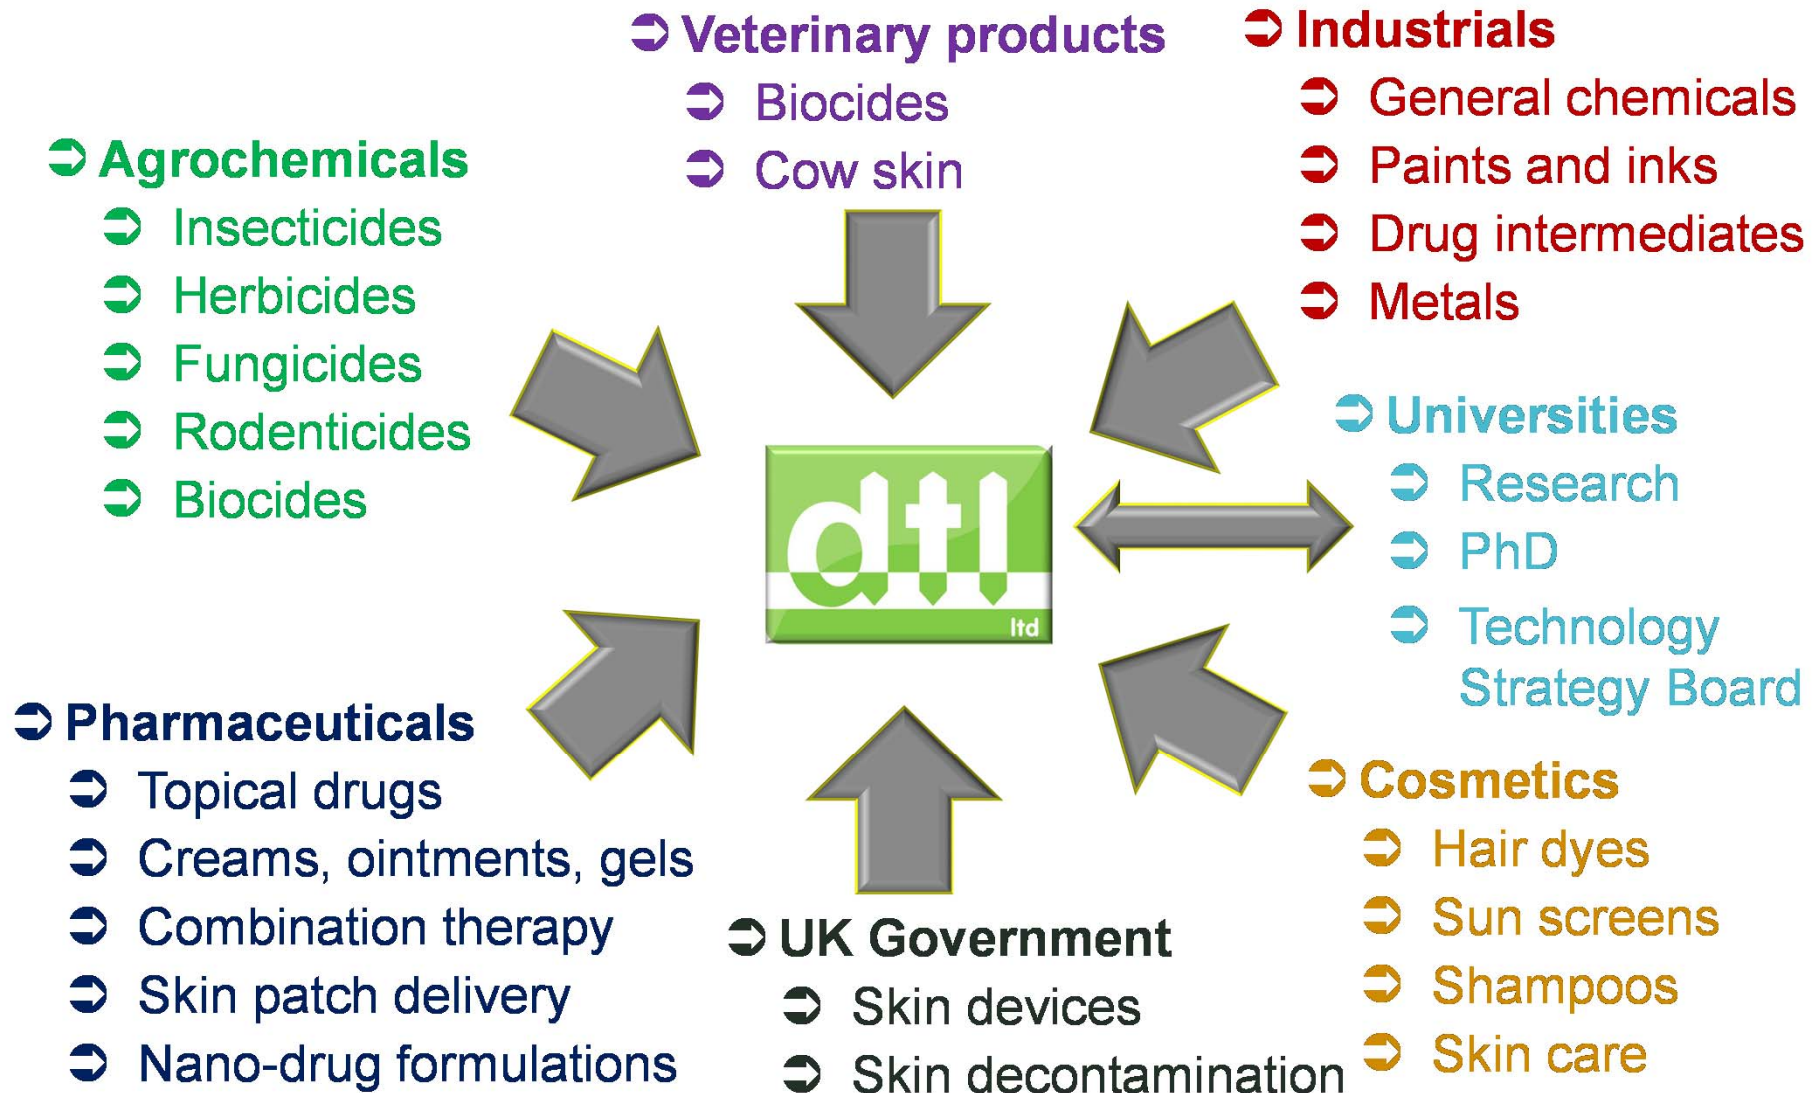 Veterinary products
Biocides
Cow skin
Industrials
General chemicals
Paints and inks
Drug intermediates
Metals
Agrochemicals
Insecticides
Herbicides
Fungicides
Rodenticides
Biocides
dtl
ltd
Universities
Research
PhD
Technology
Strategy Board
Pharmaceuticals
Topical drugs
Creams, ointments, gels
Combination therapy
Skin patch delivery
Nano-drug formulations
UK Government
Skin devices
Skin decontamination
Cosmetics
Hair dyes
Sun screens
Shampoos
Skin care